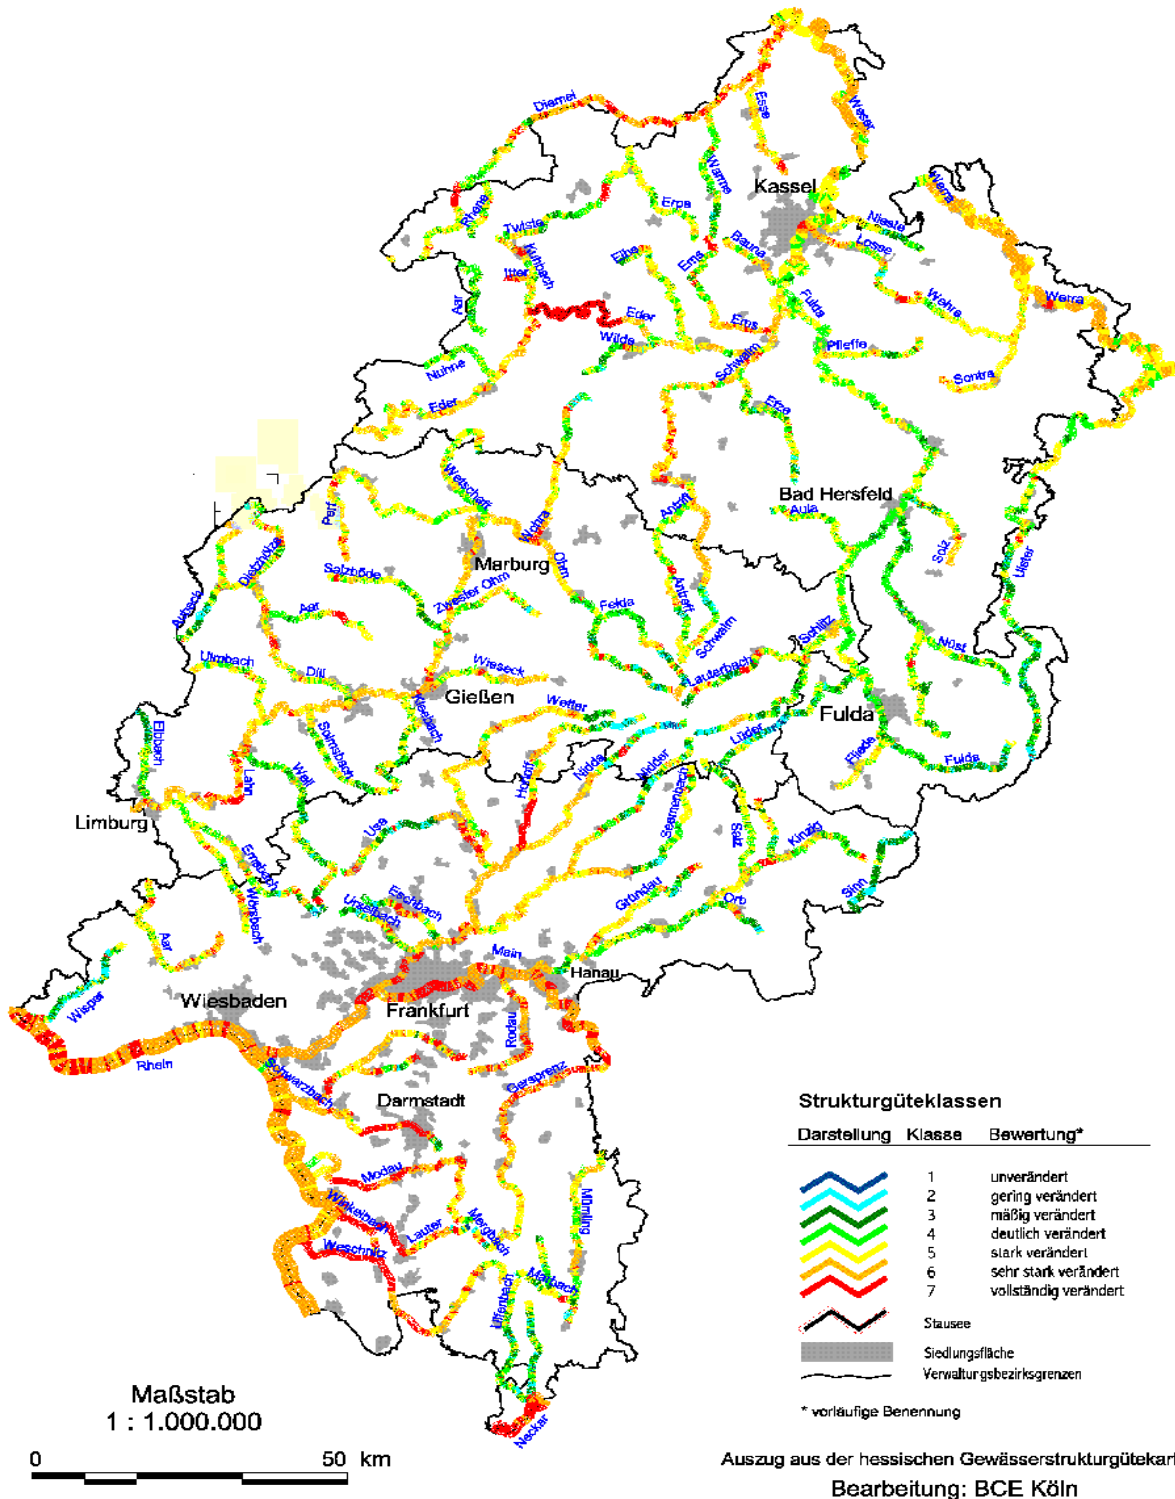 Diemel
Esse
Weser
Kassel
Werra
Warme
Rhene
Erpe
Nieste
Twiste
Losse
Bauna
Elbe
Ems
Kuhbach
Itter
Aar
Eder
Fulda
Wehre
Werra
Ems
Wilde
Pfieffe
Schwalm
Nuhne
Sontra
Eder
Efze
Wetschaft
Bad Hersfeld
Perf
Antrift
Aula
Wohra
Solz
Ulster
Marburg
Ohm
Dietzhölze
Salzböde
Zwester Ohm
Aubach
Aar
Felda
Antreff
Schwalm
Schlitz
Nüst
Ulmbach
Lauterbach
Dill
Wieseck
Gießen
Wetter
Fulda
Kleebach
Elbbach
Solmsbach
Lüder
Nidda
Nidder
Horloff
Fliede
Fulda
Weil
Lahn
Seemenbach
Limburg
Usa
Salz
Kinzig
Emsbach
Eschbach
Urselbach
Gründau
Orb
Sinn
Wörsbach
Aar
Main
Hanau
Wisper
Wiesbaden
Frankfurt
Rodau
Rhein
Schwarzbach
Gersprenz
Darmstadt
Modau
Mümling
Winkelbach
Lauter
Mergbach
Weschnitz
Marbach
Ulfenbach
Neckar
Strukturgüteklassen
Darstellung Klasse Bewertung*
1 unverändert
2 gering verändert
3 mäßig verändert
4 deutlich verändert
5 stark verändert
6 sehr stark verändert
7 vollständig verändert
Stausee
Siedlungsfläche
Verwaltungsbezirksgrenzen
* vorläufige Benennung
Maßstab
1 : 1.000.000
0 50 km
Auszug aus der hessischen Gewässerstrukturgütekart
Bearbeitung: BCE Köln